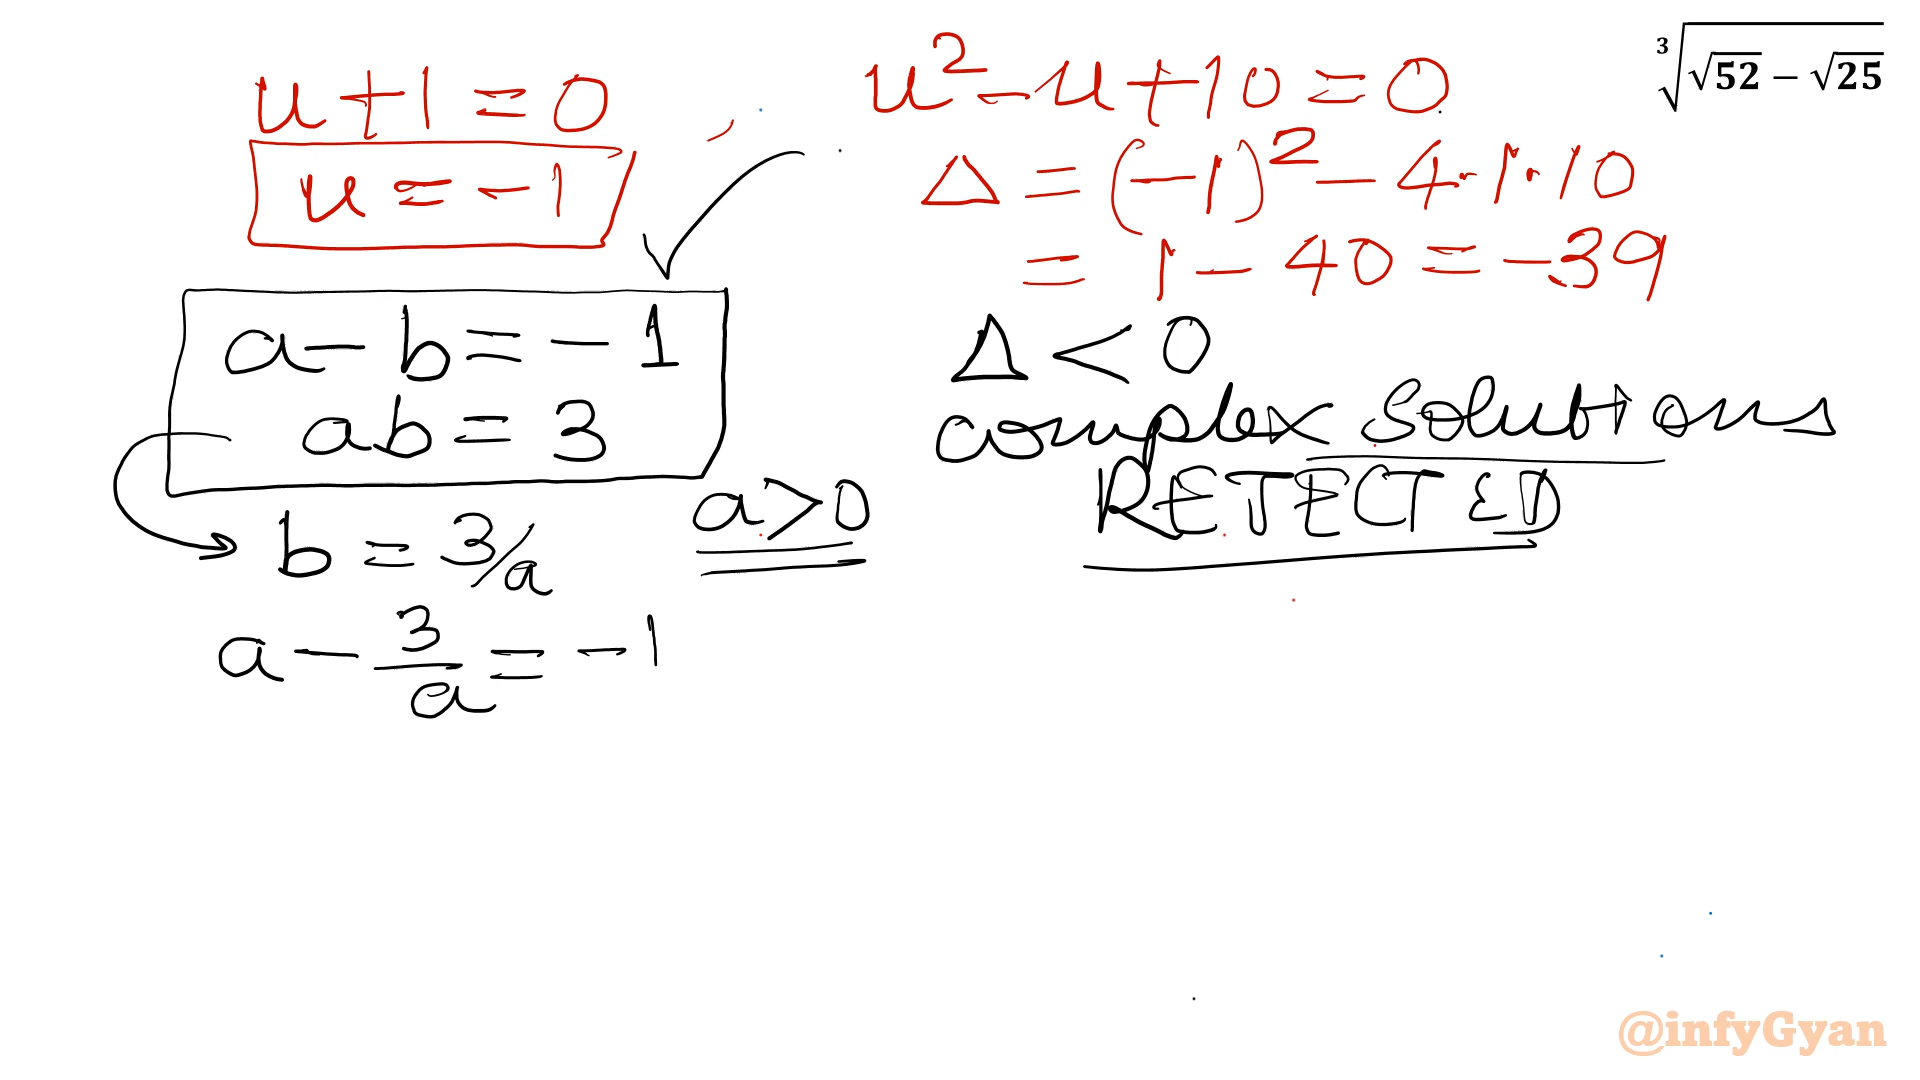 u+1=0
u=-1
a-b=-1
ab=3
b=3/a
a>0
a-3/a=-1
u²-u+10=0
Δ=(-1)²-4·1·10
=1-40=-39
Δ<0
complex solutions
REJECTED
∛(√52 − √25)
@infyGyan